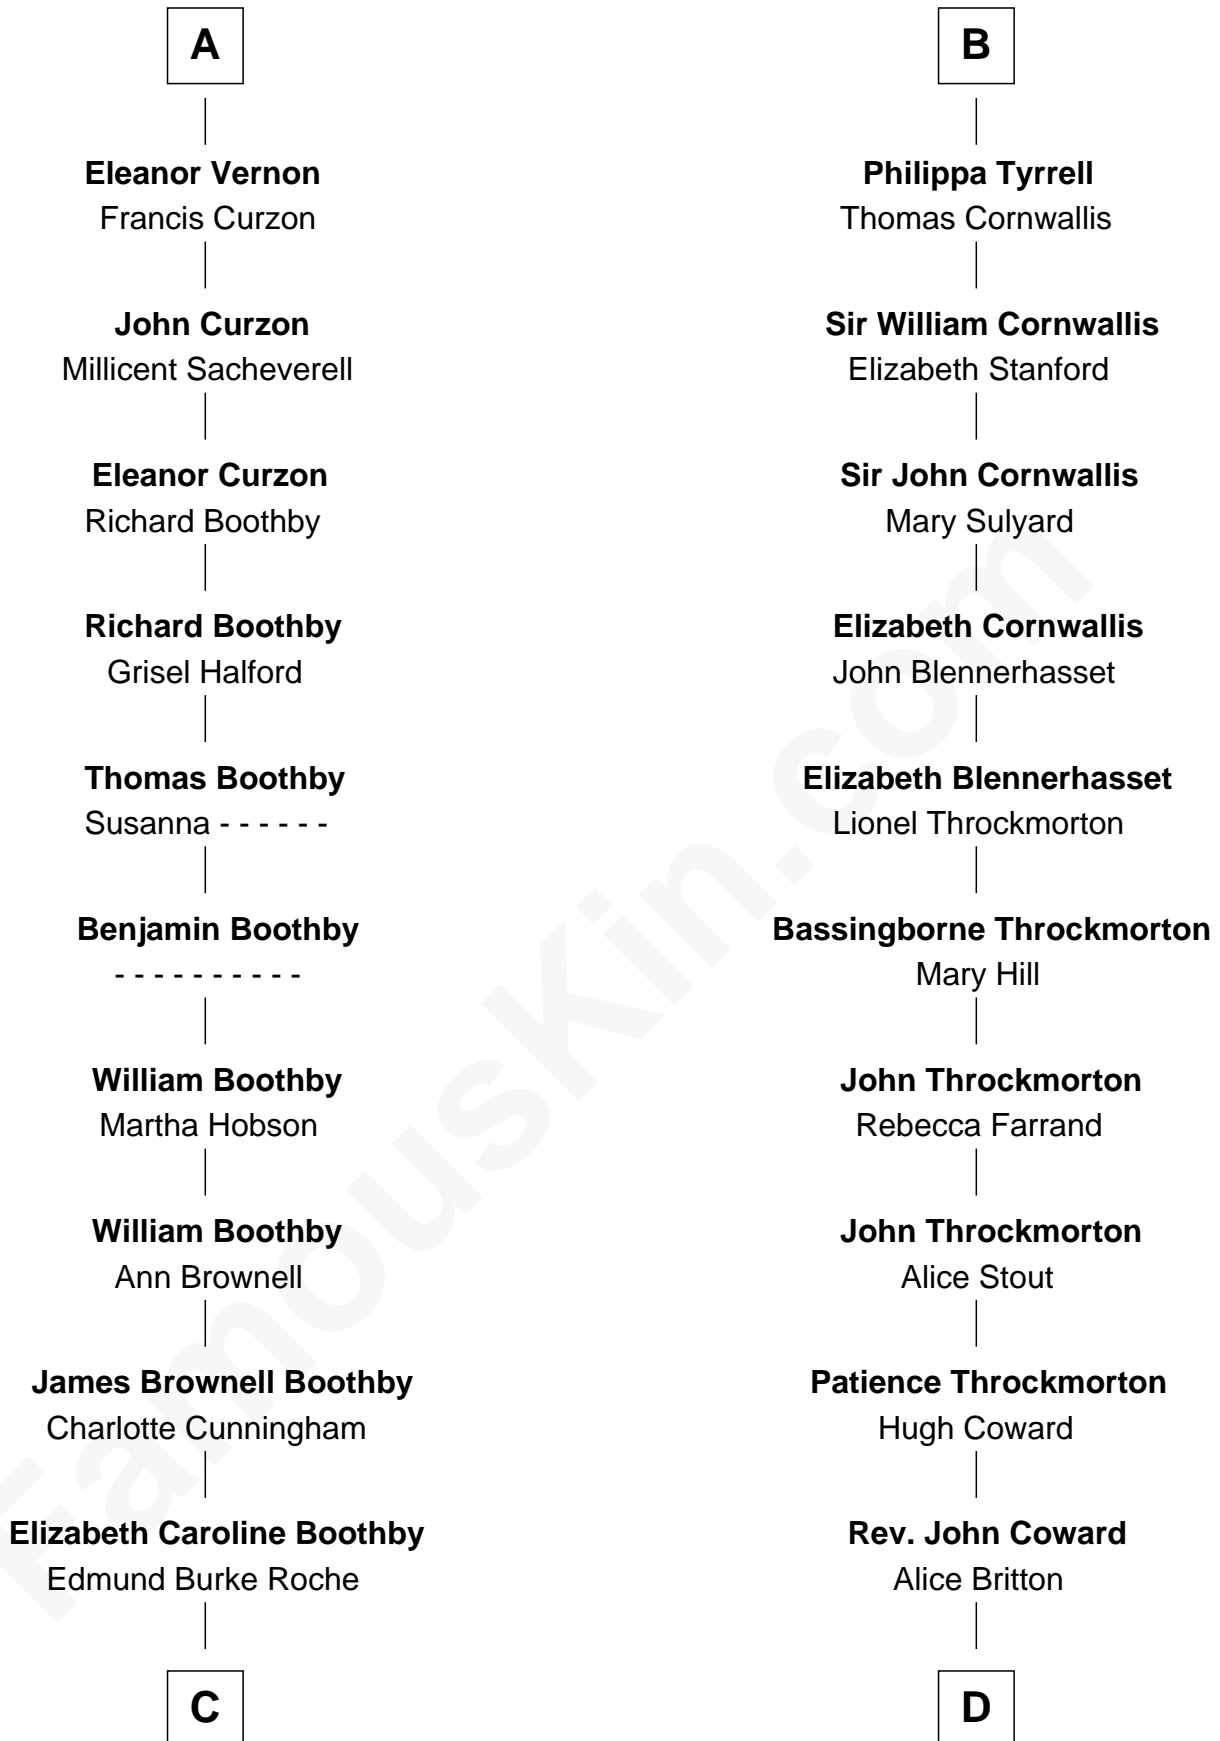 A
Eleanor Vernon
Francis Curzon
John Curzon
Millicent Sacheverell
Eleanor Curzon
Richard Boothby
Richard Boothby
Grisel Halford
Thomas Boothby
Susanna - - - - - -
Benjamin Boothby
- - - - - - - - - -
William Boothby
Martha Hobson
William Boothby
Ann Brownell
James Brownell Boothby
Charlotte Cunningham
Elizabeth Caroline Boothby
Edmund Burke Roche
C
B
Philippa Tyrrell
Thomas Cornwallis
Sir William Cornwallis
Elizabeth Stanford
Sir John Cornwallis
Mary Sulyard
Elizabeth Cornwallis
John Blennerhasset
Elizabeth Blennerhasset
Lionel Throckmorton
Bassingborne Throckmorton
Mary Hill
John Throckmorton
Rebecca Farrand
John Throckmorton
Alice Stout
Patience Throckmorton
Hugh Coward
Rev. John Coward
Alice Britton
D
FamousKin.com